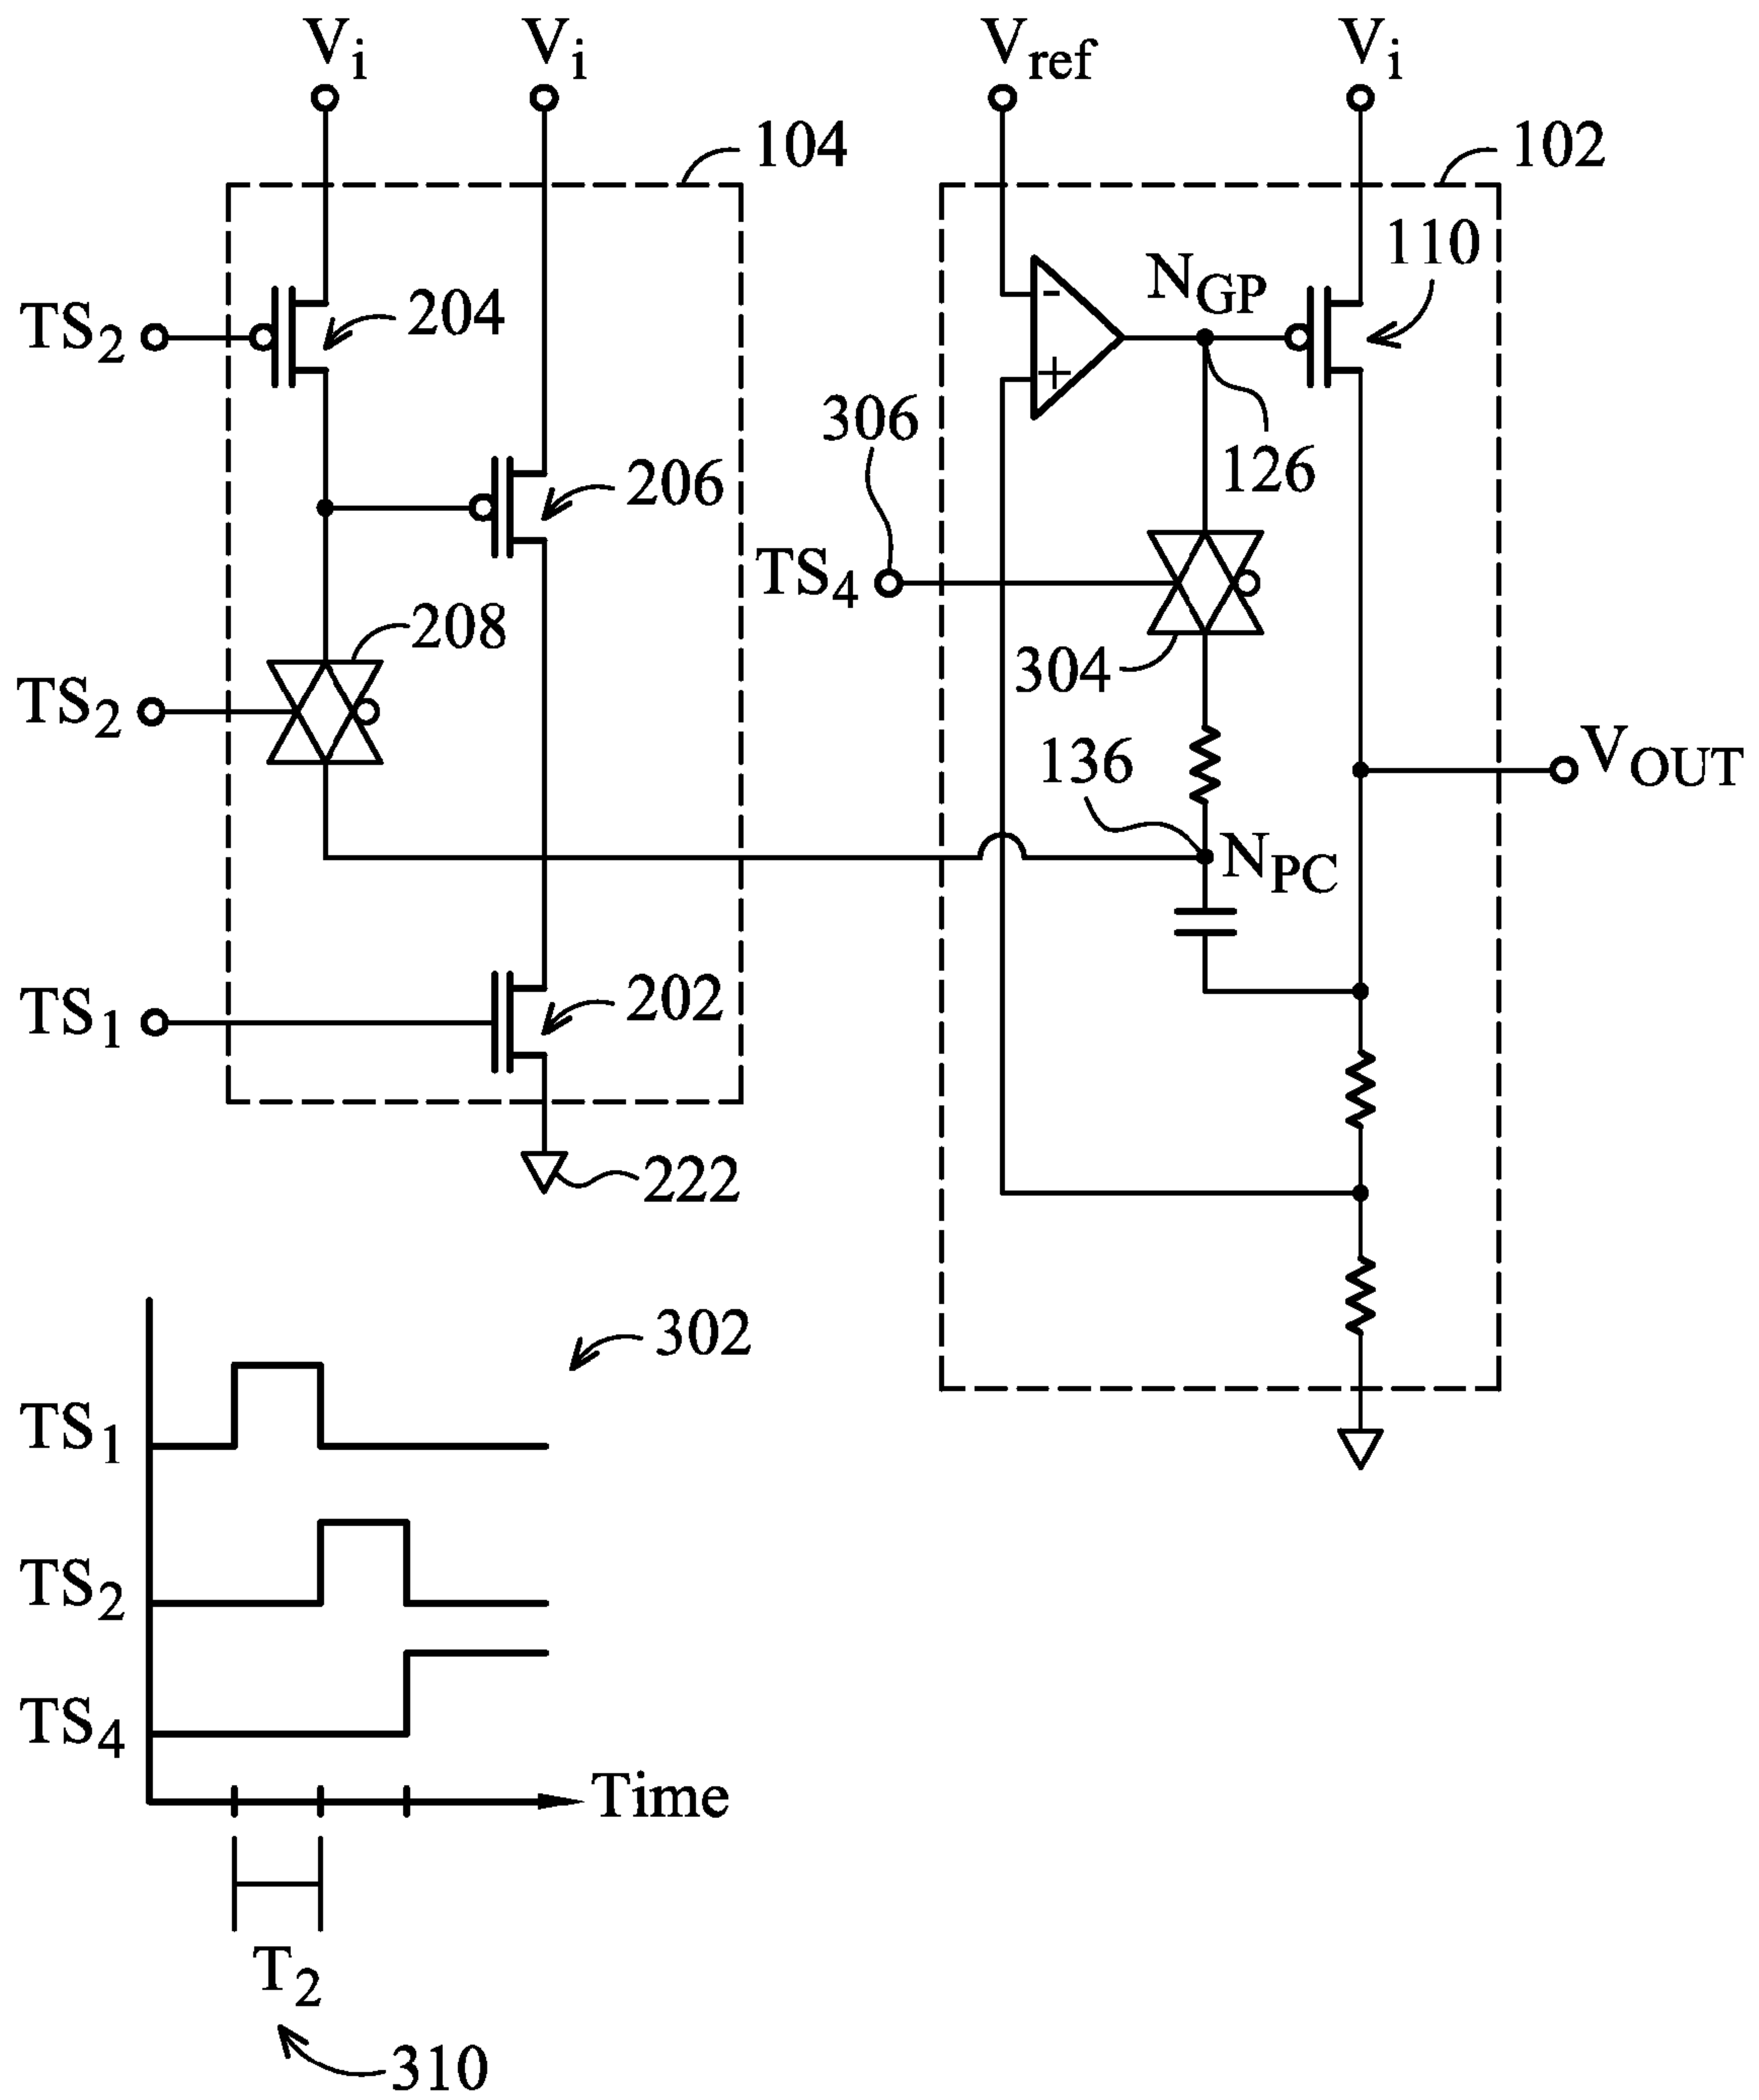 Vi Vi Vref Vi
104 102
110
NGP
TS2 204
306 126
206
TS4
208
304
TS2
136 VOUT
NPC
- +
TS1 202
222
302
TS1
TS2
TS4
Time
T2
310